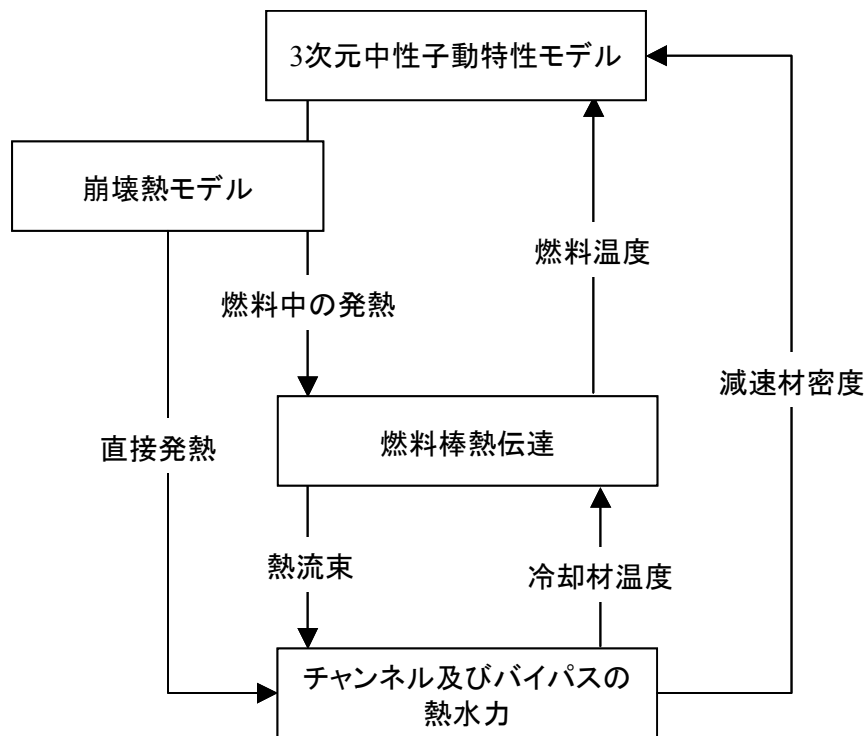 3次元中性子動特性モデル
崩壊熱モデル
燃料温度
燃料中の発熱
減速材密度
直接発熱
燃料棒熱伝達
熱流束
冷却材温度
チャンネル及びバイパスの
熱水力